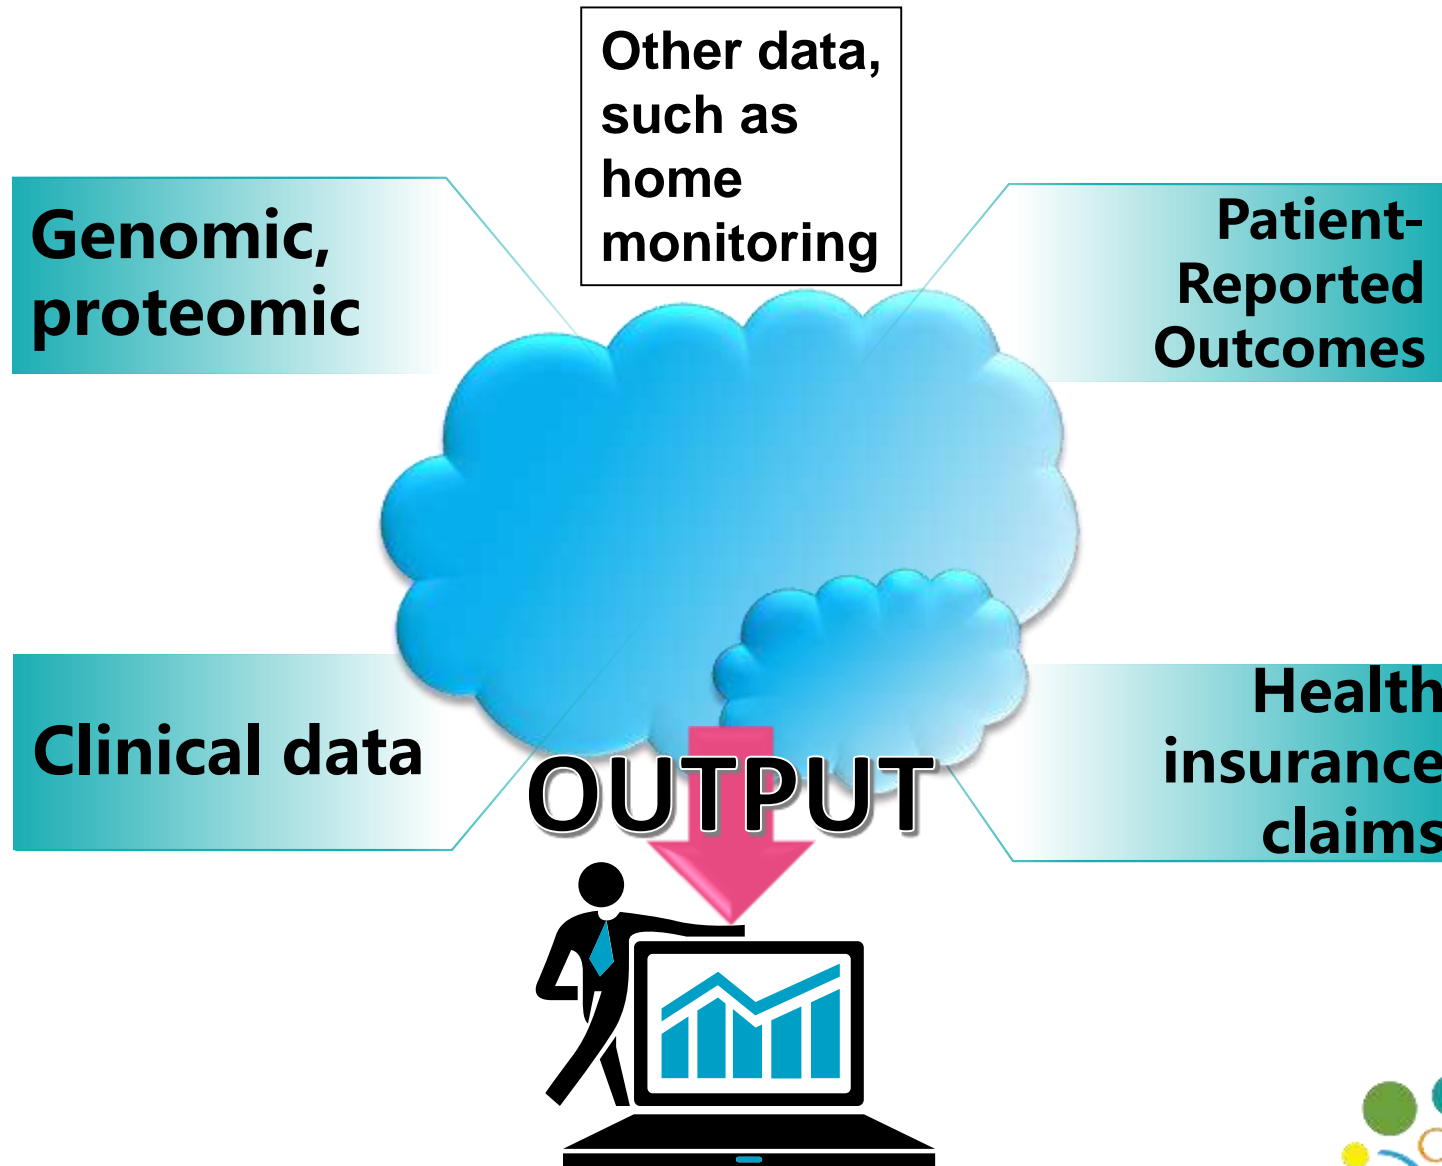 Other data,
such as
home
monitoring
Genomic,
proteomic
Patient-
Reported
Outcomes
Clinical data
Health
insurance
claims
OUTPUT